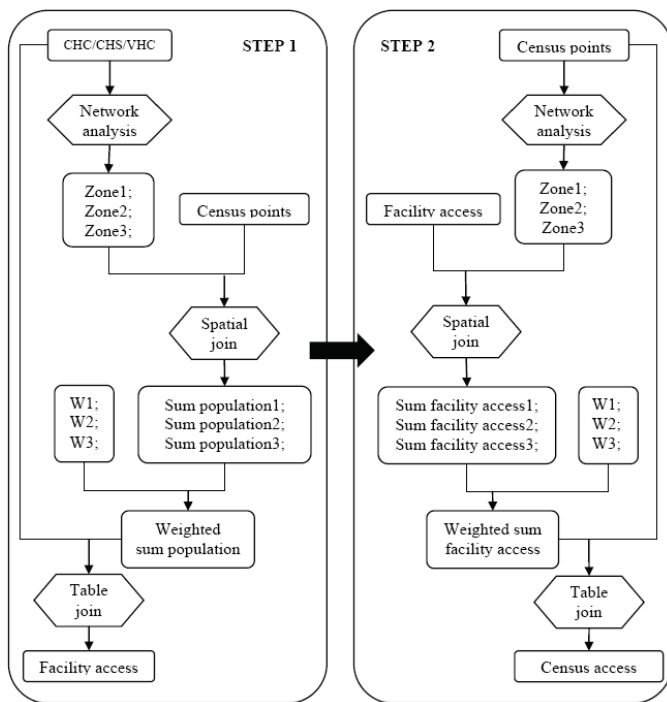 STEP 1
CHC/CHS/VHC
Network
analysis
Zone1;
Zone2;
Zone3;
Census points
Spatial
join
W1;
W2;
W3;
Sum population1;
Sum population2;
Sum population3;
Weighted
sum population
Table
join
Facility access
STEP 2
Census points
Network
analysis
Zone1;
Zone2;
Zone3
Facility access
Spatial
join
Sum facility access1;
Sum facility access2;
Sum facility access3;
W1;
W2;
W3;
Weighted sum
facility access
Table
join
Census access